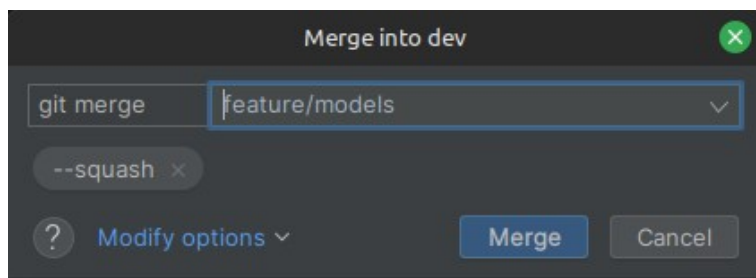 Merge into dev
git merge feature/models
--squash ×
? Modify options
Merge Cancel